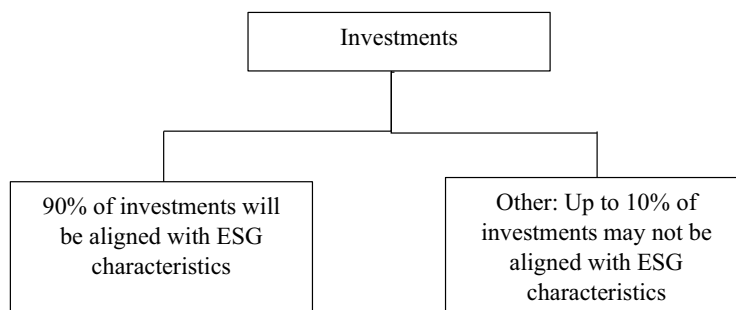 Investments
90% of investments will
be aligned with ESG
characteristics
Other: Up to 10% of
investments may not be
aligned with ESG
characteristics